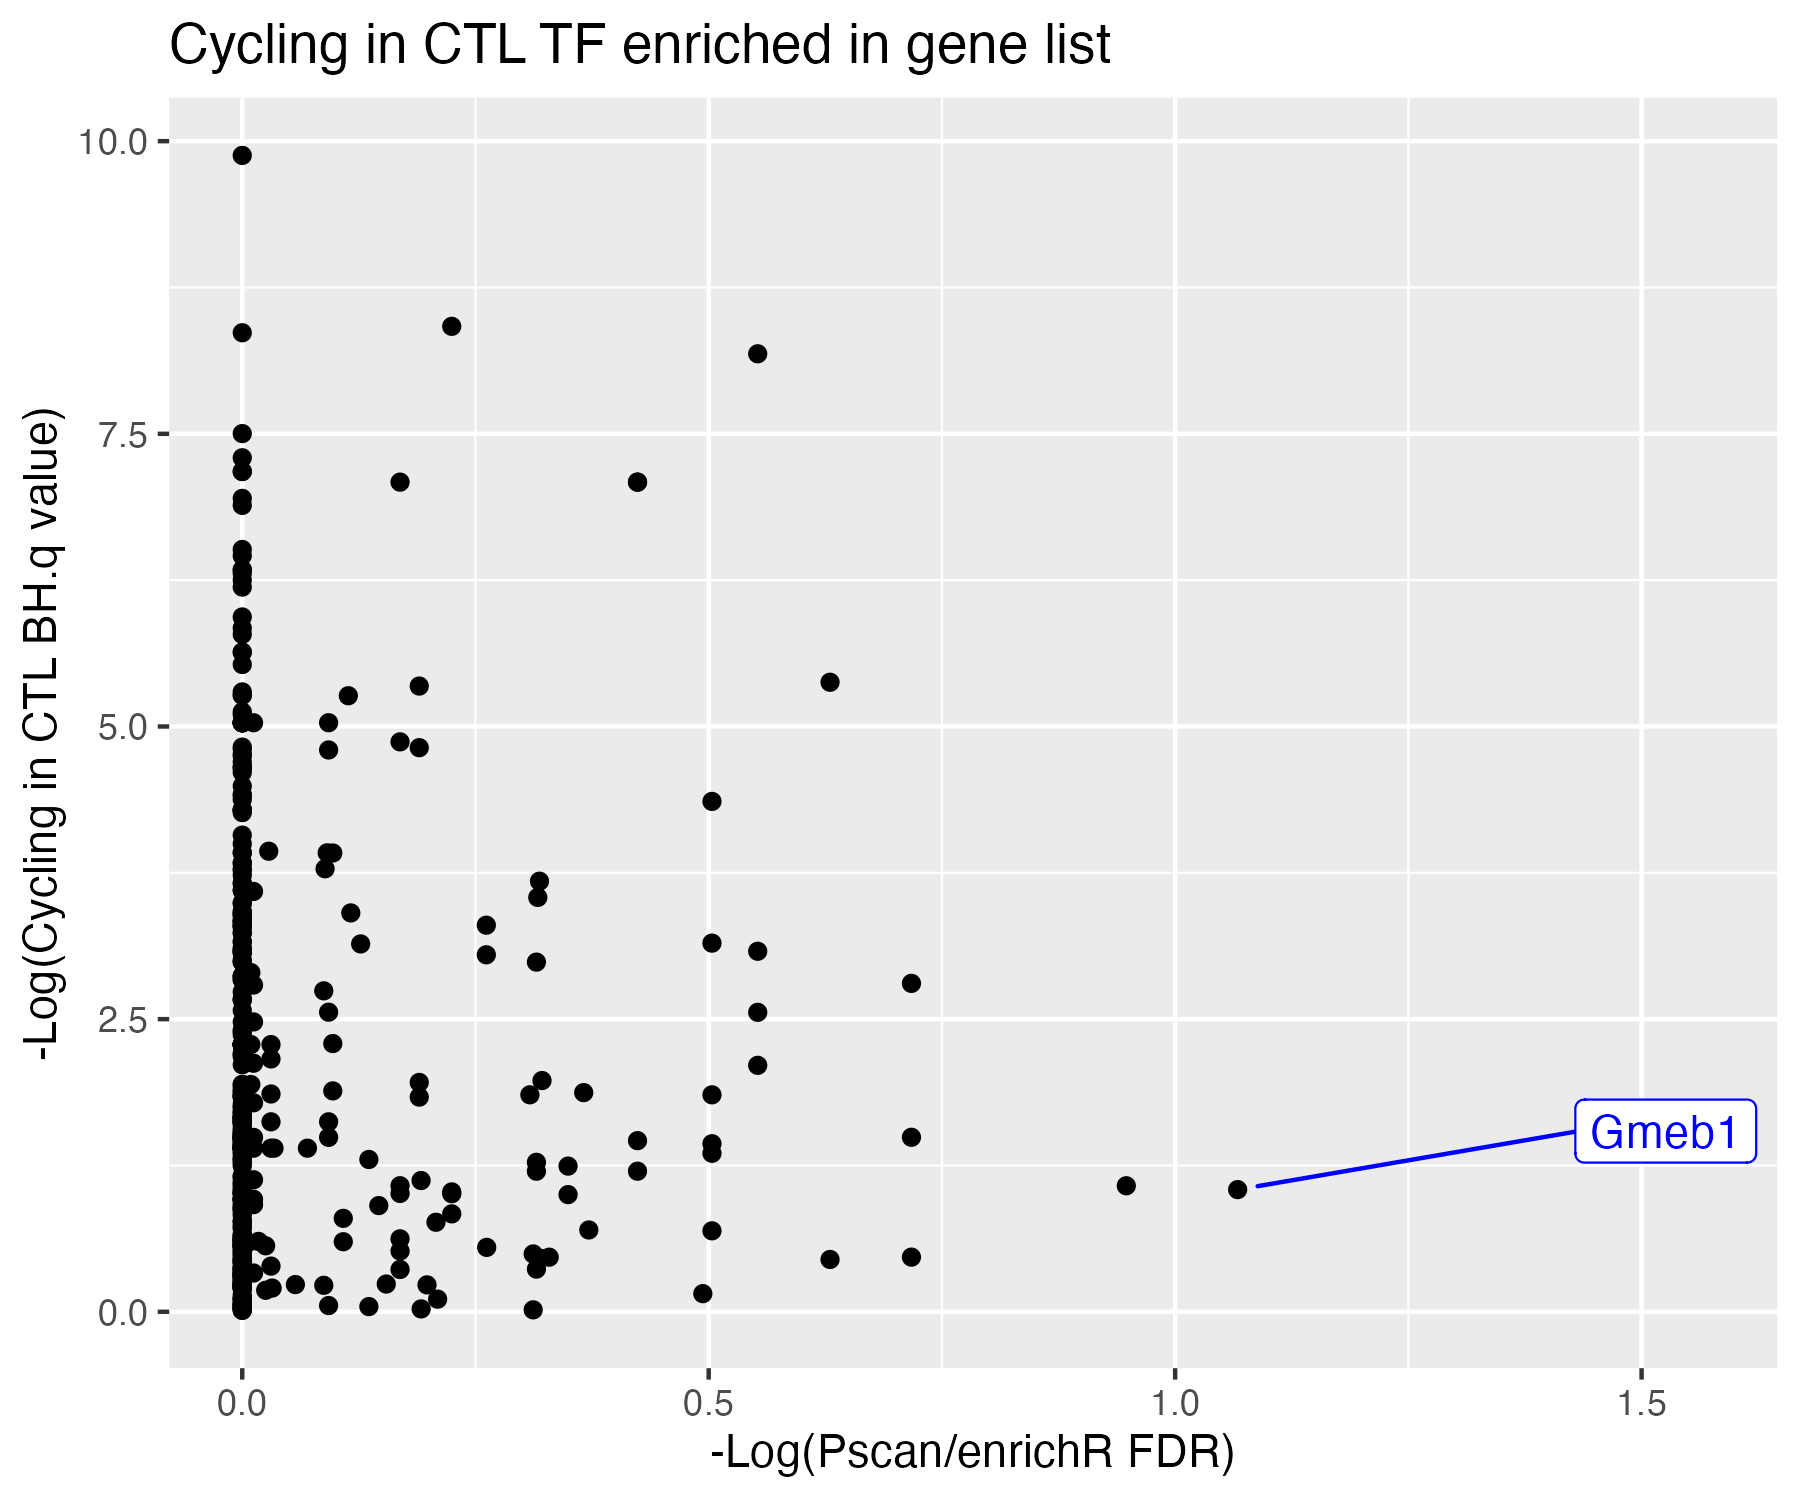 Cycling in CTL TF enriched in gene list
-Log(Cycling in CTL BH.q value)
10.0
7.5
5.0
2.5
0.0
Gmeb1
0.0 0.5 1.0 1.5
-Log(Pscan/enrichR FDR)